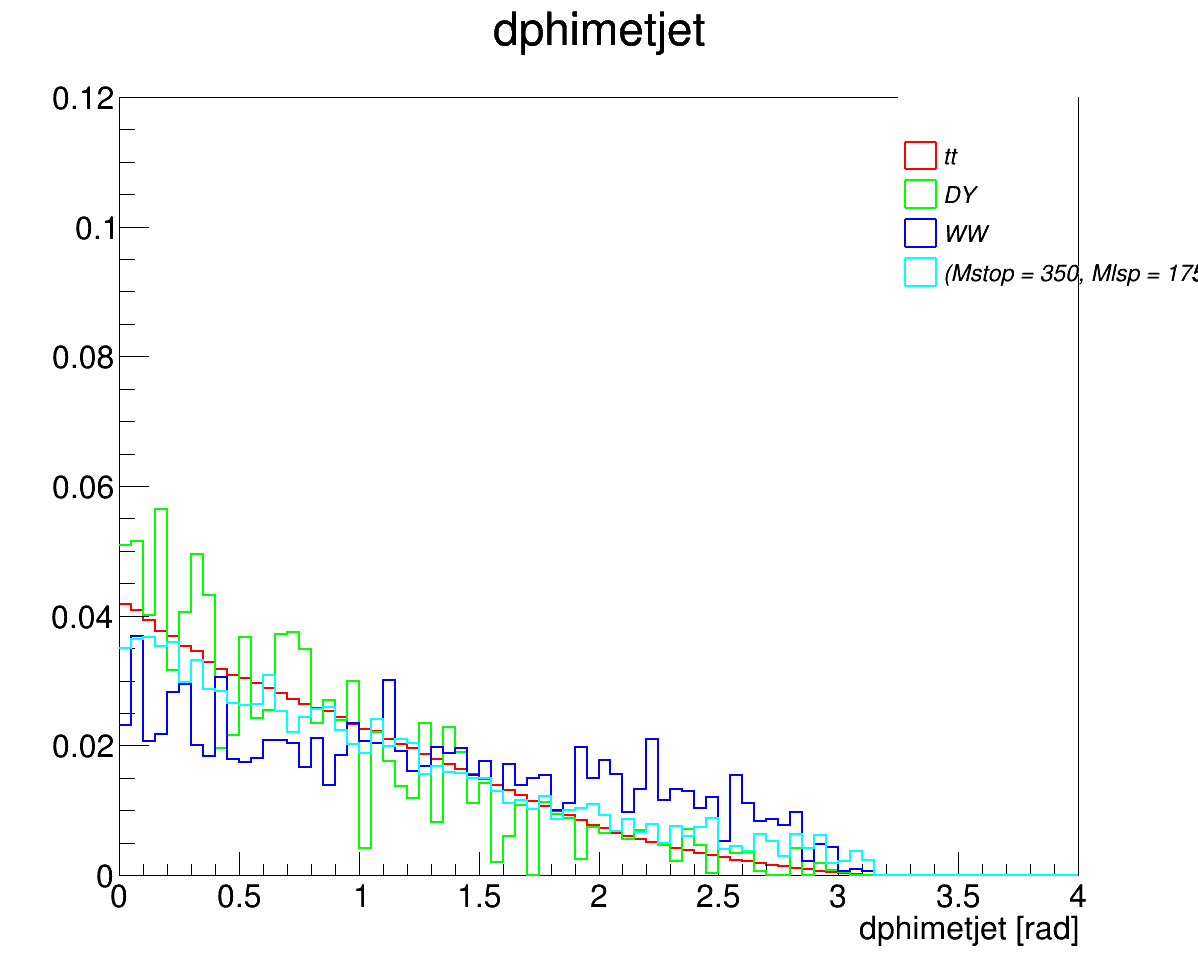 dphimetjet
0.12
0.1
0.08
0.06
0.04
0.02
0
tt
DY
WW
(Mstop = 350, Mlsp = 175
0 0.5 1 1.5 2 2.5 3 3.5 4
dphimetjet [rad]